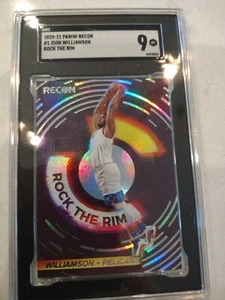 2020-21 PANINI RECON
#1 ZION WILLIAMSON
ROCK THE RIM
9
RECON
ROCK THE RIM
WILLIAMSON • PELICANS